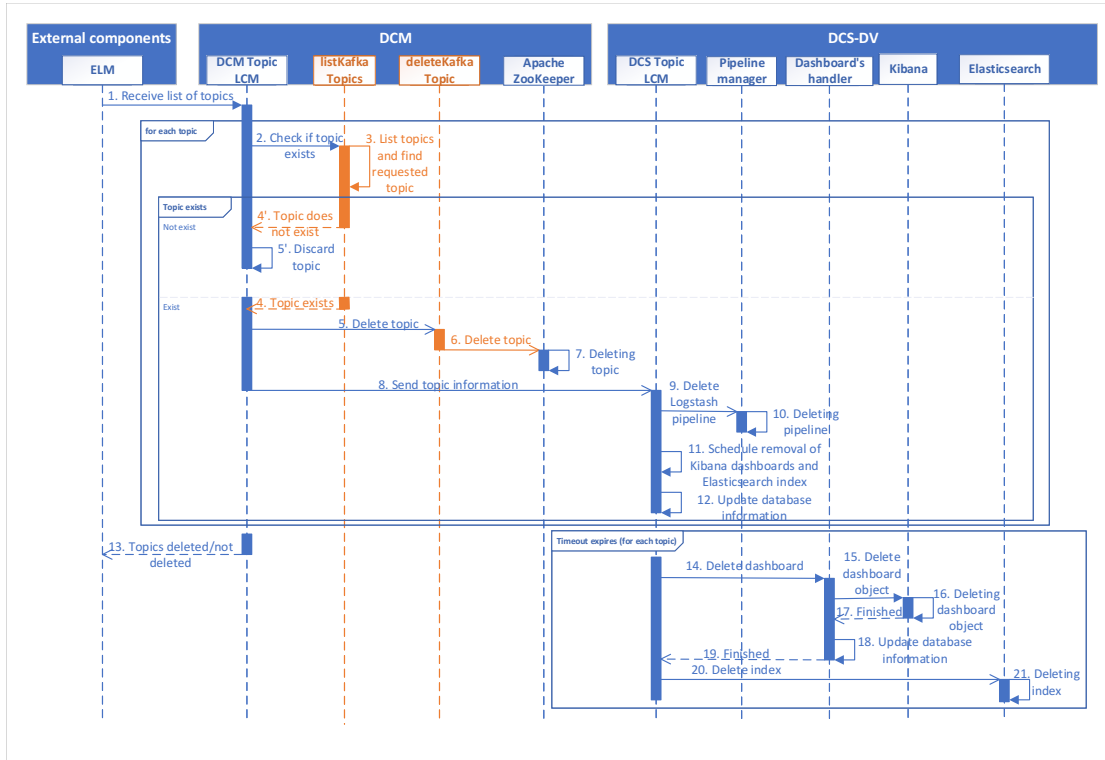 External components
DCM
DCS-DV
ELM
DCM Topic
LCM
listKafka
Topics
deleteKafka
Topic
Apache
ZooKeeper
DCS Topic
LCM
Pipeline
manager
Dashboard's
handler
Kibana
Elasticsearch
1. Receive list of topics
for each topic
2. Check if topic
exists
3. List topics
and find
requested
topic
Topic exists
Not exist
4'. Topic does
not exist
5'. Discard
topic
Exist
4. Topic exists
5. Delete topic
6. Delete topic
7. Deleting
topic
8. Send topic information
9. Delete
Logstash
pipeline
10. Deleting
pipeline
11. Schedule removal of
Kibana dashboards and
Elasticsearch index
12. Update database
information
13. Topics deleted/not
deleted
Timeout expires (for each topic)
14. Delete dashboard
15. Delete
dashboard
object
16. Deleting
dashboard
object
17. Finished
18. Update database
information
19. Finished
20. Delete index
21. Deleting
index